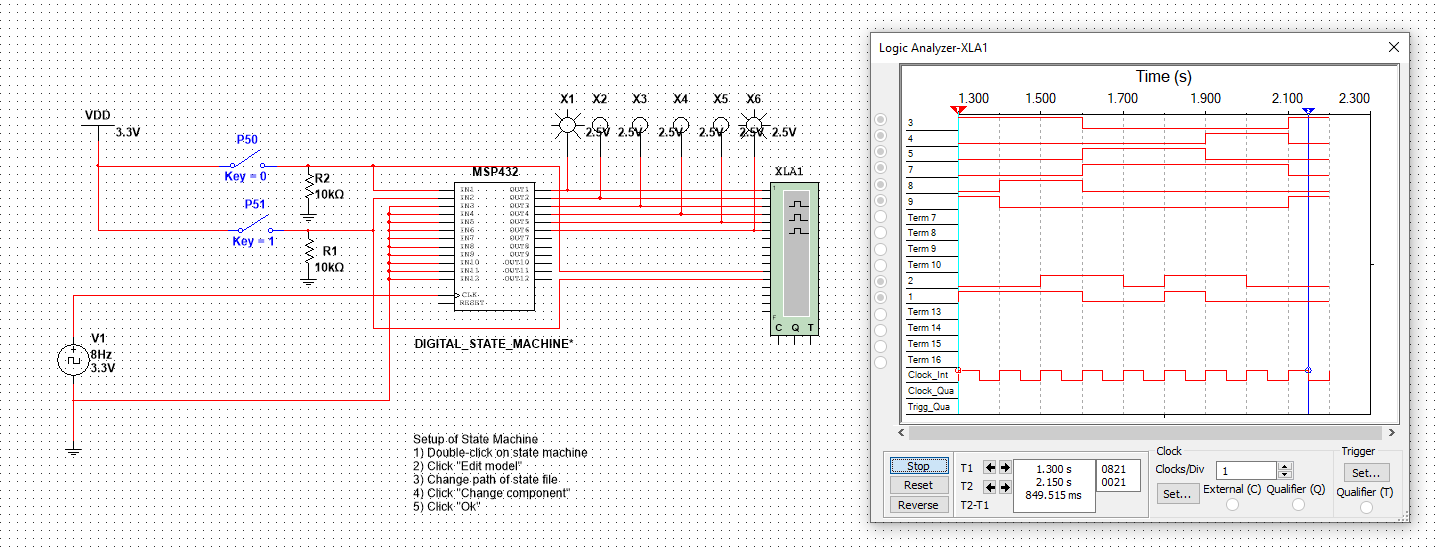 VDD
3.3V
P50
Key = 0
R2
10kΩ
P51
Key = 1
R1
10kΩ
V1
8Hz
3.3V
X1 X2 X3 X4 X5 X6
2.5V 2.5V 2.5V 2.5V 2.5V 2.5V
MSP432
IN1 OUT1
IN2 OUT2
IN3 OUT3
IN4 OUT4
IN5 OUT5
IN6 OUT6
IN7 OUT7
IN8 OUT8
IN9 OUT9
IN10 OUT10
IN11 OUT11
IN12 OUT12
CLK
RESET
DIGITAL_STATE_MACHINE*
XLA1
1
F
C Q T
Setup of State Machine
1) Double-click on state machine
2) Click "Edit model"
3) Change path of state file
4) Click "Change component"
5) Click "Ok"
Logic Analyzer-XLA1
Time (s)
1.300 1.500 1.700 1.900 2.100 2.300
3
4
5
7
8
9
Term 7
Term 8
Term 9
Term 10
2
1
Term 13
Term 14
Term 15
Term 16
Clock_Int
Clock_Qua
Trigg_Qua
Stop
Reset
Reverse
T1 1.300 s 0821
T2 2.150 s 0021
T2-T1 849.515 ms
Clock
Clocks/Div 1
Set...
External (C) Qualifier (Q)
Trigger
Set...
Qualifier (T)